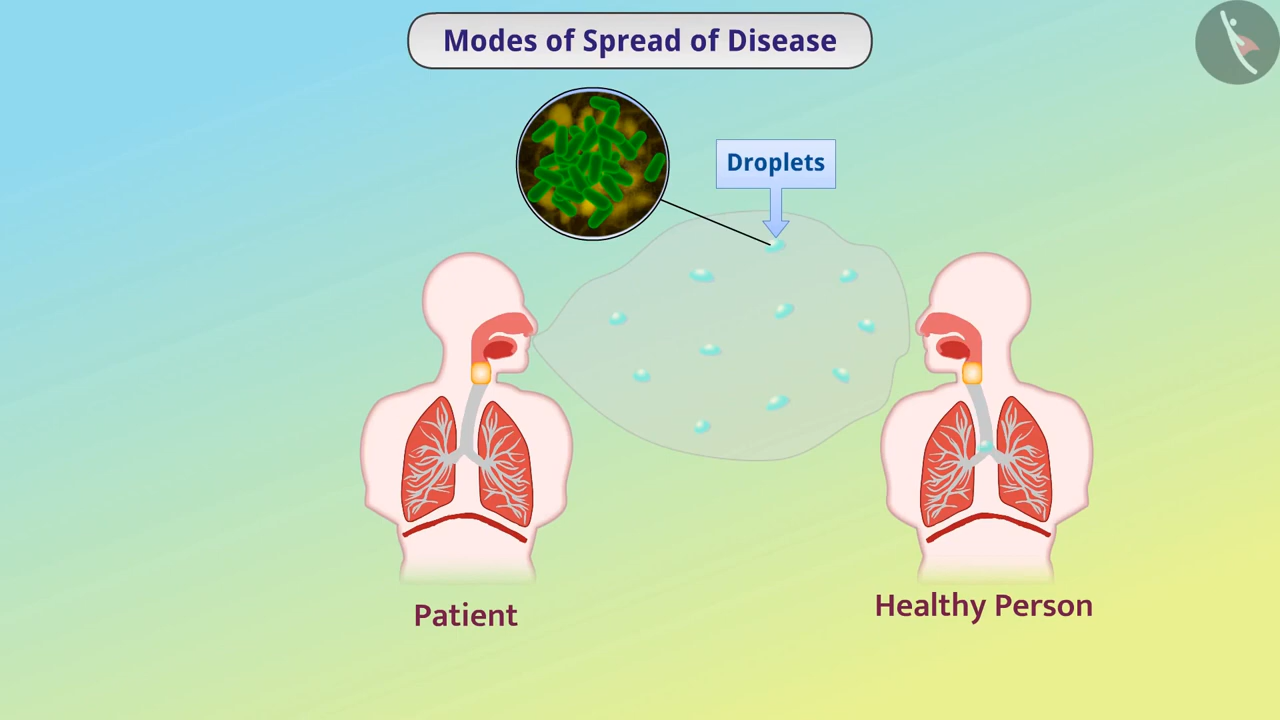 Modes of Spread of Disease
Droplets
Patient
Healthy Person